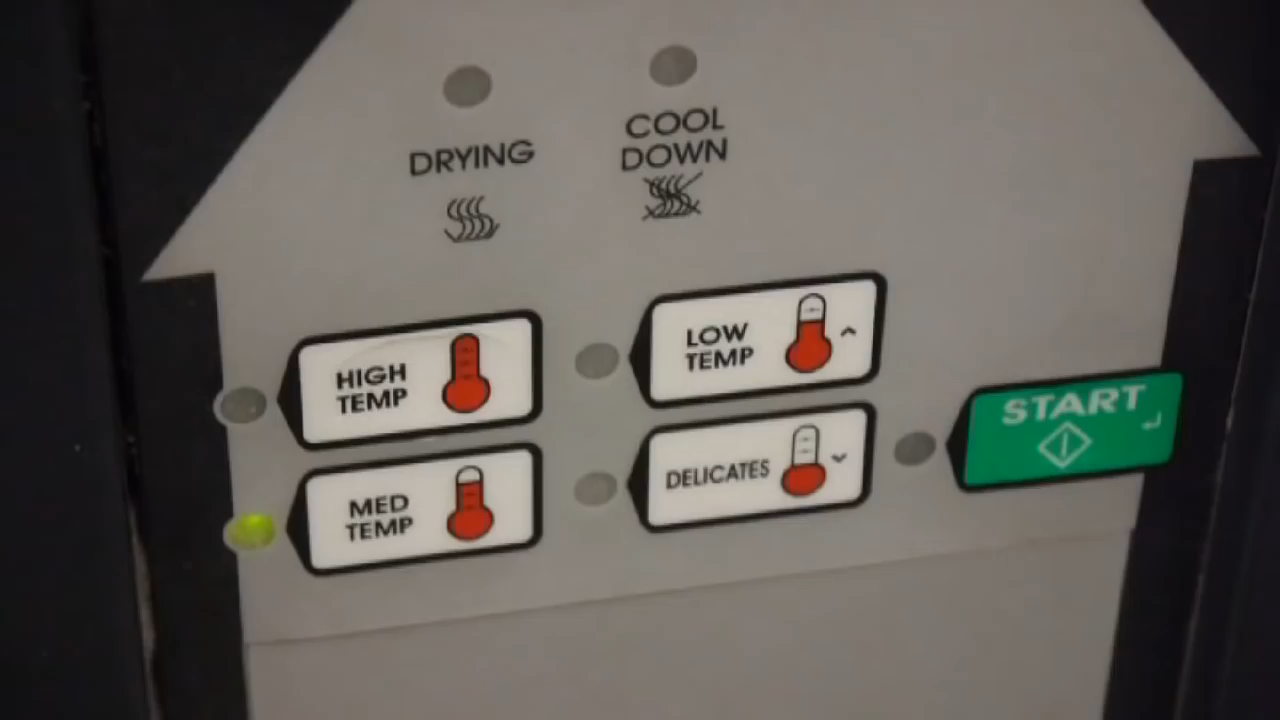 DRYING
COOL
DOWN
HIGH
TEMP
LOW
TEMP
MED
TEMP
DELICATES
START